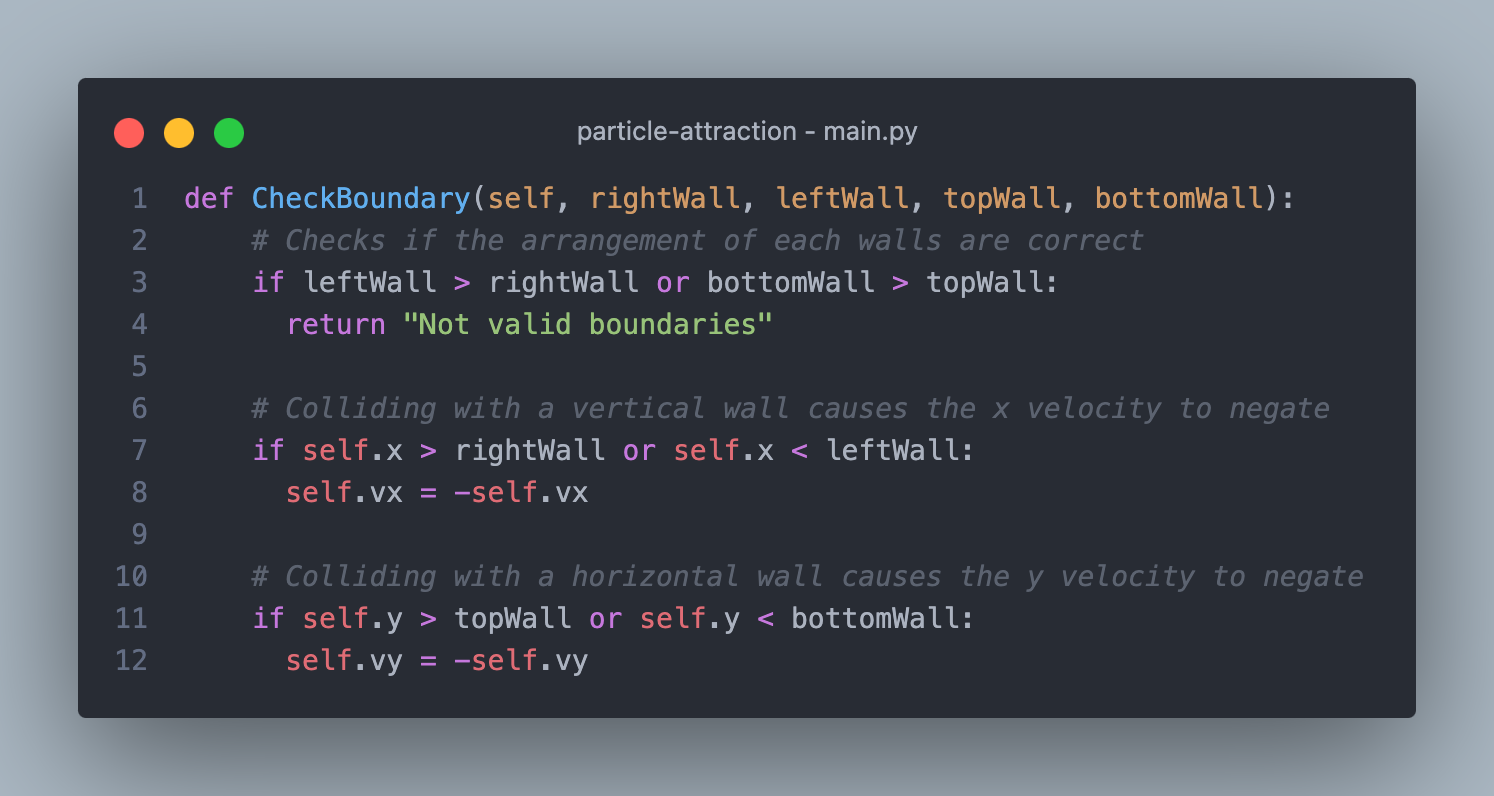 particle-attraction - main.py
1 def CheckBoundary(self, rightWall, leftWall, topWall, bottomWall):
2     # Checks if the arrangement of each walls are correct
3     if leftWall > rightWall or bottomWall > topWall:
4       return "Not valid boundaries"
5
6     # Colliding with a vertical wall causes the x velocity to negate
7     if self.x > rightWall or self.x < leftWall:
8       self.vx = -self.vx
9
10     # Colliding with a horizontal wall causes the y velocity to negate
11     if self.y > topWall or self.y < bottomWall:
12       self.vy = -self.vy